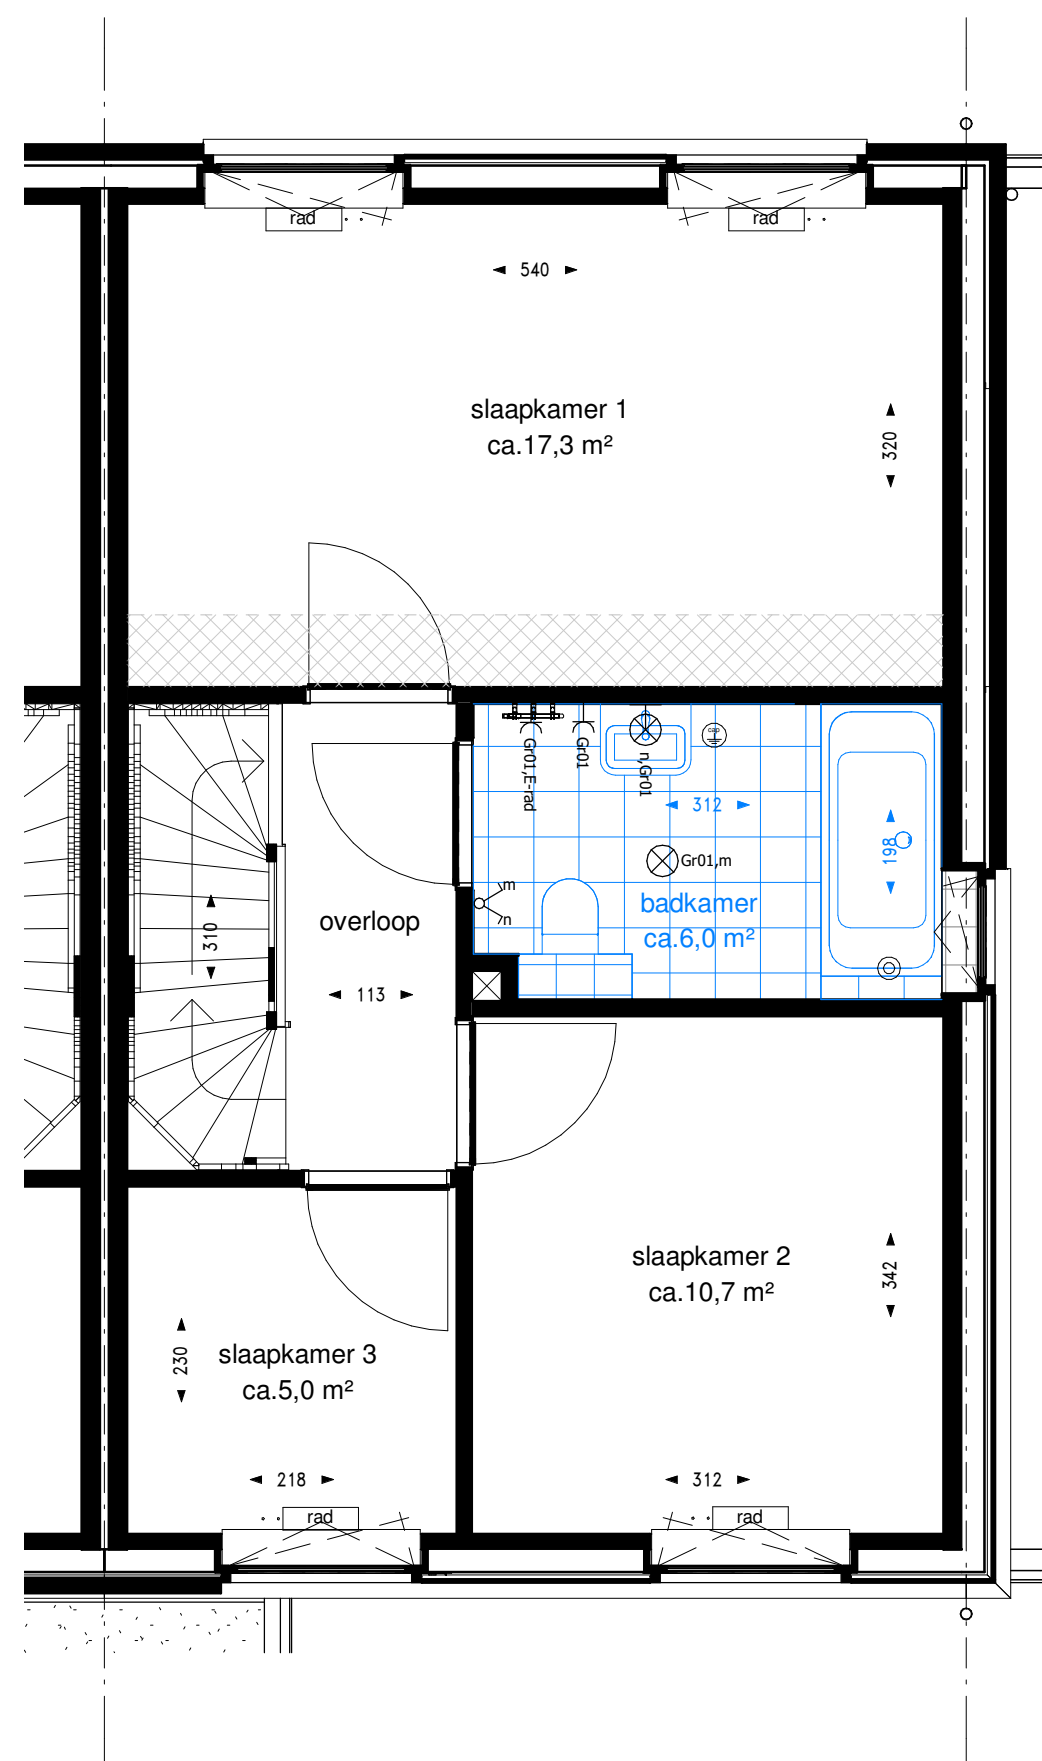 rad
rad
540
slaapkamer 1
ca.17,3 m²
320
cap
Gr01,E-rad
Gr01
n,Gr01
312
198
Gr01,m
m
n
badkamer
ca.6,0 m²
310
overloop
113
slaapkamer 2
ca.10,7 m²
342
230
slaapkamer 3
ca.5,0 m²
218
312
rad
rad